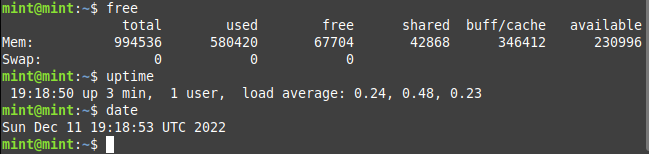 mint@mint:~$ free
              total        used        free      shared  buff/cache   available
Mem:         994536      580420       67704       42868      346412      230996
Swap:             0           0           0
mint@mint:~$ uptime
 19:18:50 up 3 min,  1 user,  load average: 0.24, 0.48, 0.23
mint@mint:~$ date
Sun Dec 11 19:18:53 UTC 2022
mint@mint:~$